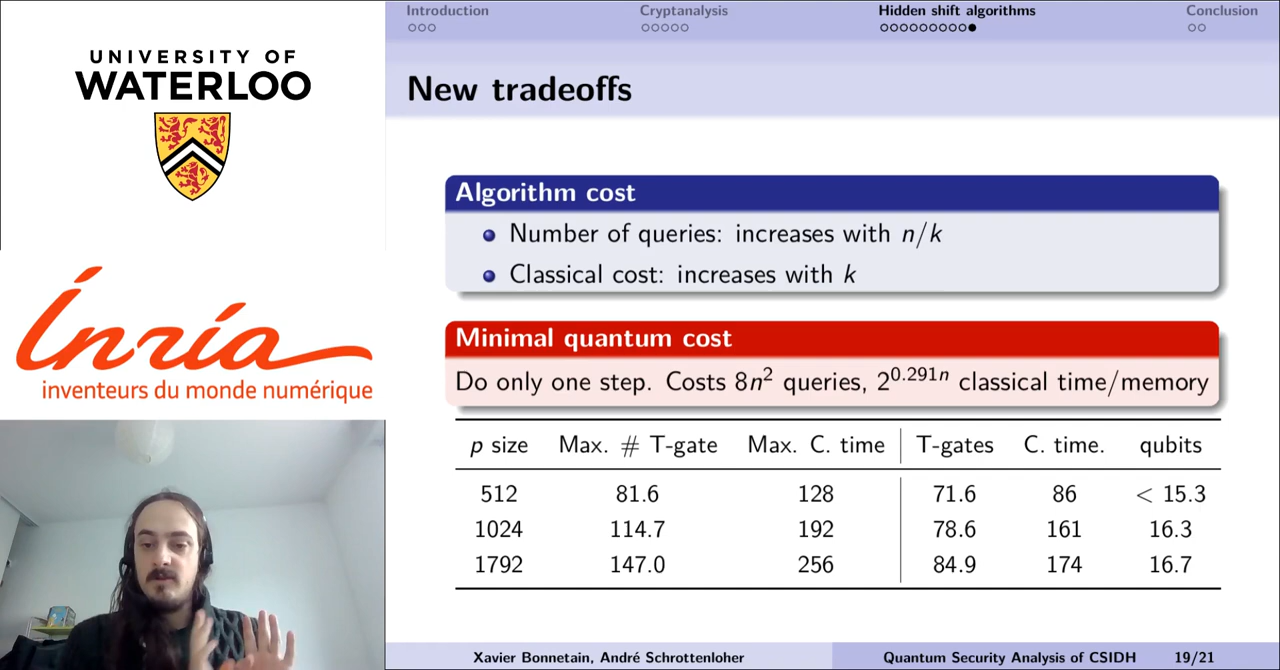 UNIVERSITY OF
WATERLOO
Inría
inventeurs du monde numérique
Introduction Cryptanalysis Hidden shift algorithms Conclusion
New tradeoffs
Algorithm cost
Number of queries: increases with n/k
Classical cost: increases with k
Minimal quantum cost
Do only one step. Costs 8n² queries, 2^0.291n classical time/memory
p size Max. # T-gate Max. C. time T-gates C. time. qubits
512 81.6 128 71.6 86 < 15.3
1024 114.7 192 78.6 161 16.3
1792 147.0 256 84.9 174 16.7
Xavier Bonnetain, André Schrottenloher Quantum Security Analysis of CSIDH 19/21